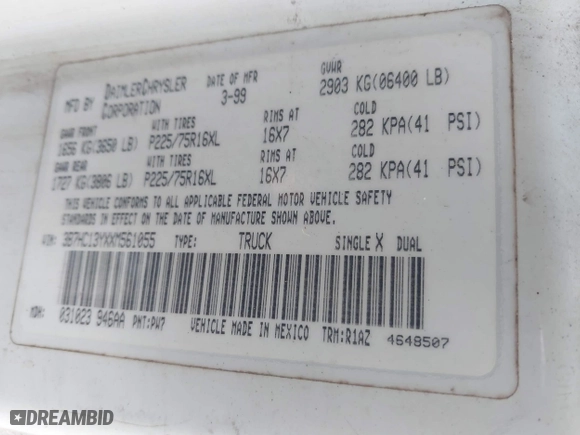 MFD BY DAIMLERCHRYSLER CORPORATION
DATE OF MFR 3-99
GVWR 2903 KG(06400 LB)
GAWR FRONT WITH TIRES RIMS AT COLD
1656 KG(3650 LB) P225/75R16XL 16X7 282 KPA(41 PSI)
GAWR REAR WITH TIRES RIMS AT COLD
1727 KG(3806 LB) P225/75R16XL 16X7 282 KPA(41 PSI)
THIS VEHICLE CONFORMS TO ALL APPLICABLE FEDERAL MOTOR VEHICLE SAFETY
STANDARDS IN EFFECT ON THE DATE OF MANUFACTURE SHOWN ABOVE.
VIN: 3B7HC13YXXM561055 TYPE: TRUCK SINGLE X DUAL
MDH: 031023 946AA PNT:PW7 VEHICLE MADE IN MEXICO TRM:R1AZ 4648507
DREAMBID